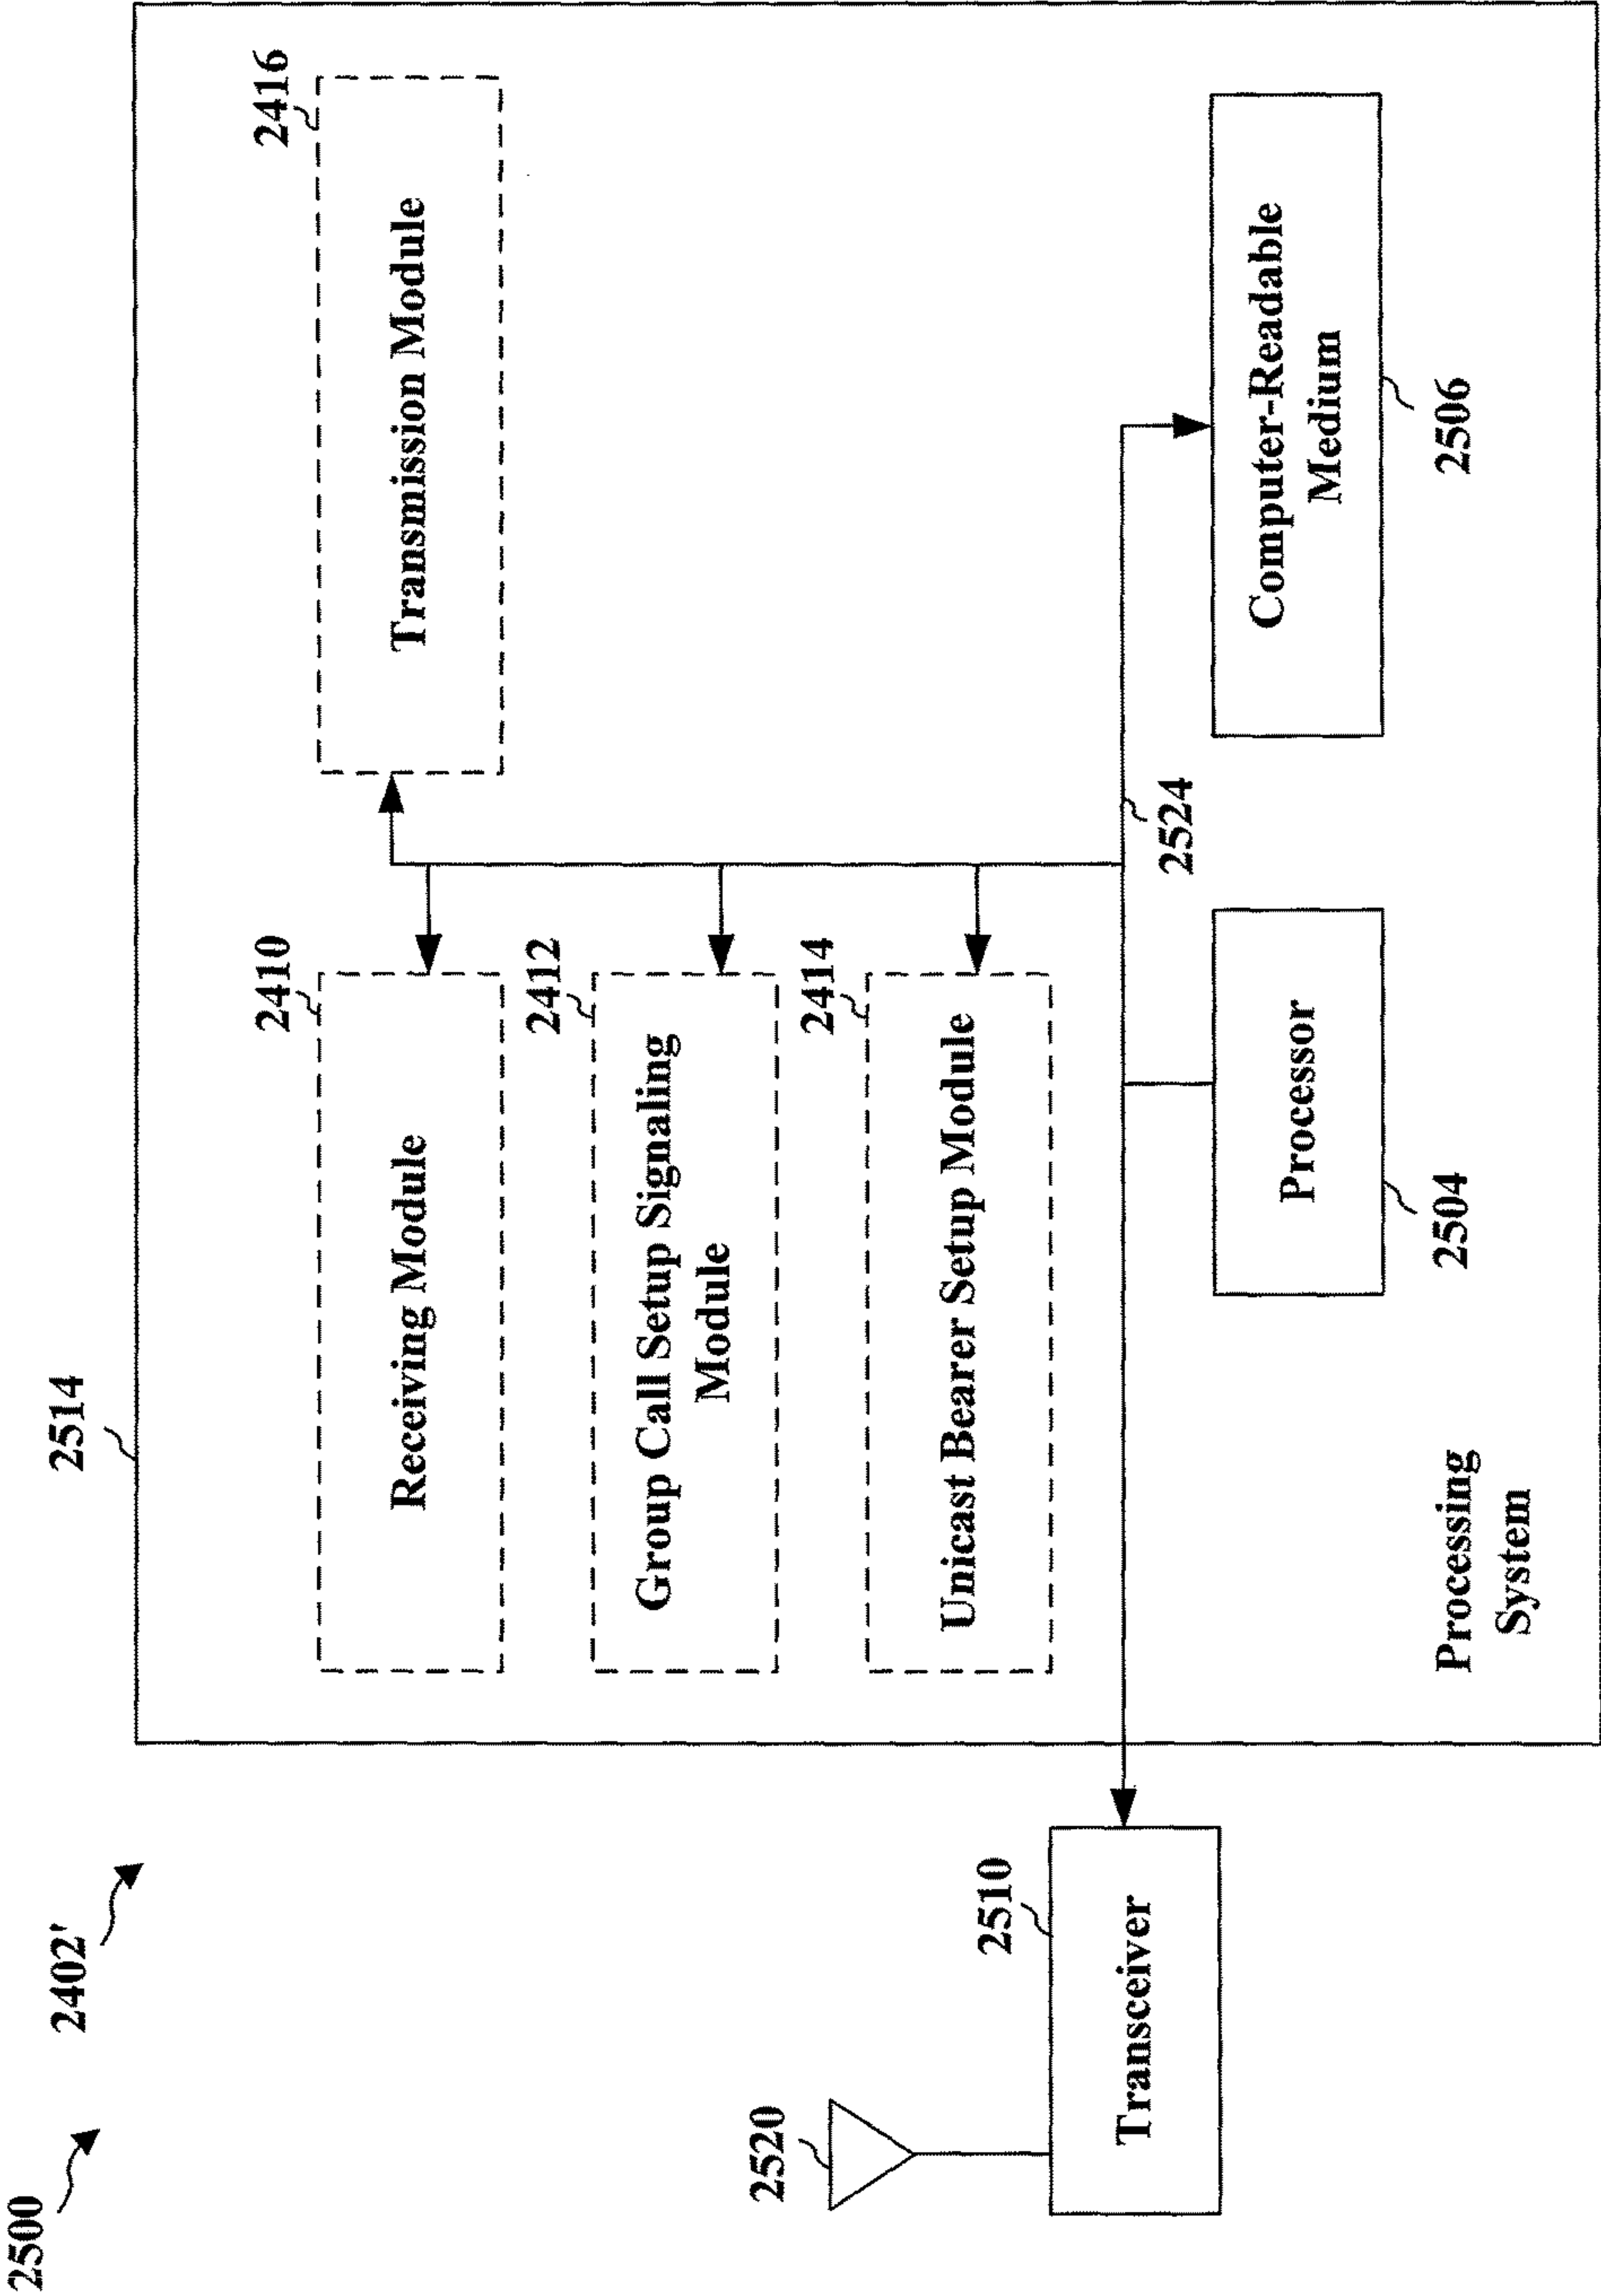 2500
2402'
2514
2410
Receiving Module
2416
Transmission Module
2412
Group Call Setup Signaling
Module
2414
Unicast Bearer Setup Module
2520
2510
Transceiver
2524
Processor
2504
Computer-Readable
Medium
2506
Processing
System